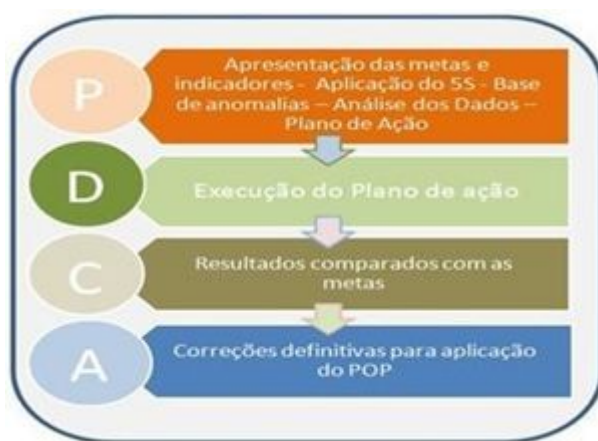 P
Apresentação das metas e
indicadores - Aplicação do 5S - Base
de anomalias – Análise dos Dados –
Plano de Ação
D
Execução do Plano de ação
C
Resultados comparados com as
metas
A
Correções definitivas para aplicação
do POP